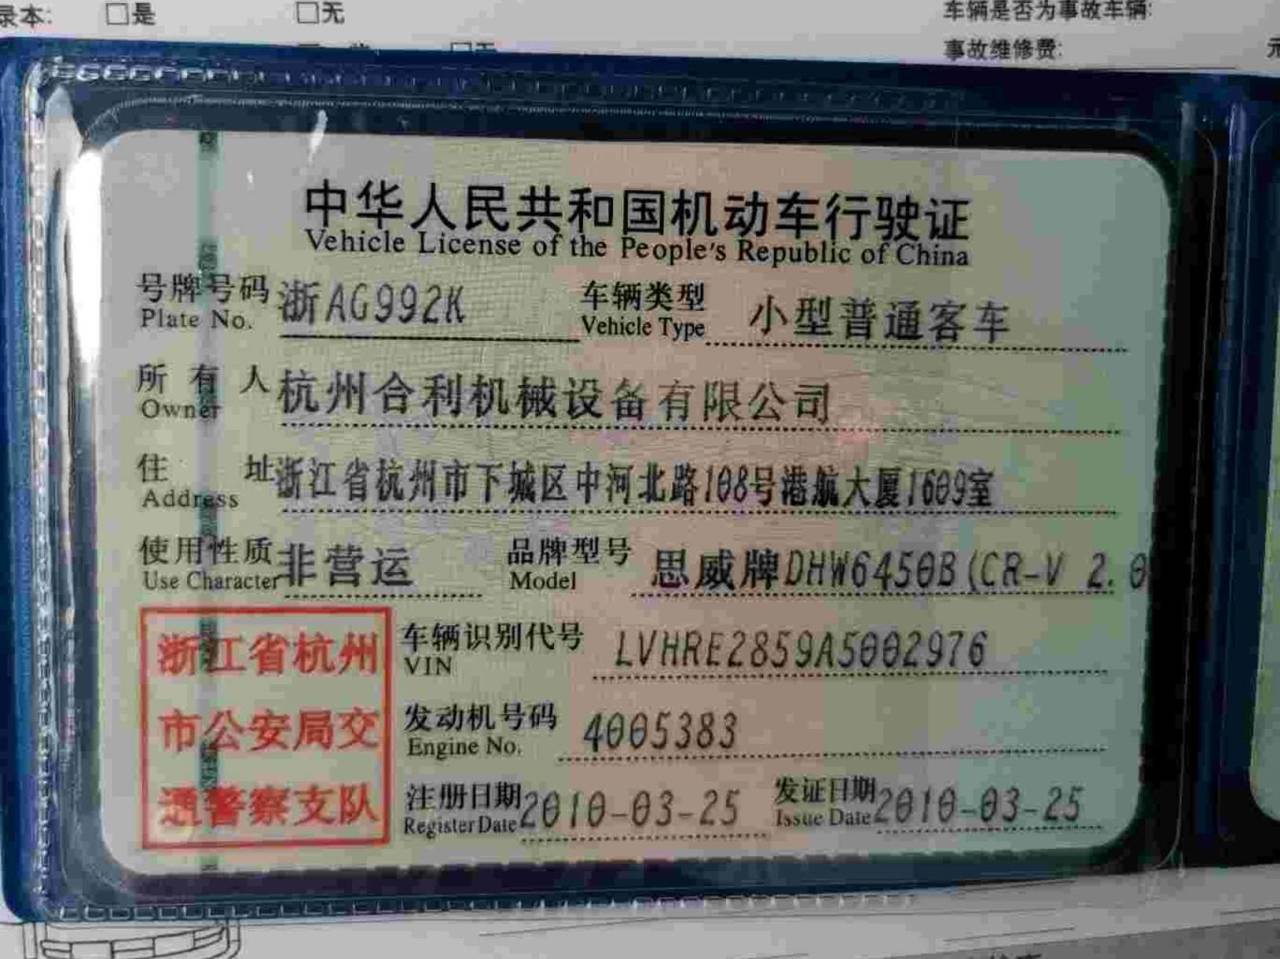 录本: □是 □无
车辆是否为事故车辆:
事故维修费: 元
中华人民共和国机动车行驶证
Vehicle License of the People's Republic of China
号牌号码 浙AG992K 车辆类型 小型普通客车
Plate No. Vehicle Type
所有人 杭州合利机械设备有限公司
Owner
住址 浙江省杭州市下城区中河北路108号港航大厦1609室
Address
使用性质 非营运 品牌型号 思威牌DHW6450B(CR-V 2.0
Use Character Model
浙江省杭州
市公安局交
通警察支队
车辆识别代号 LVHRE2859A5002976
VIN
发动机号码 4005383
Engine No.
注册日期 2010-03-25 发证日期 2010-03-25
Register Date Issue Date